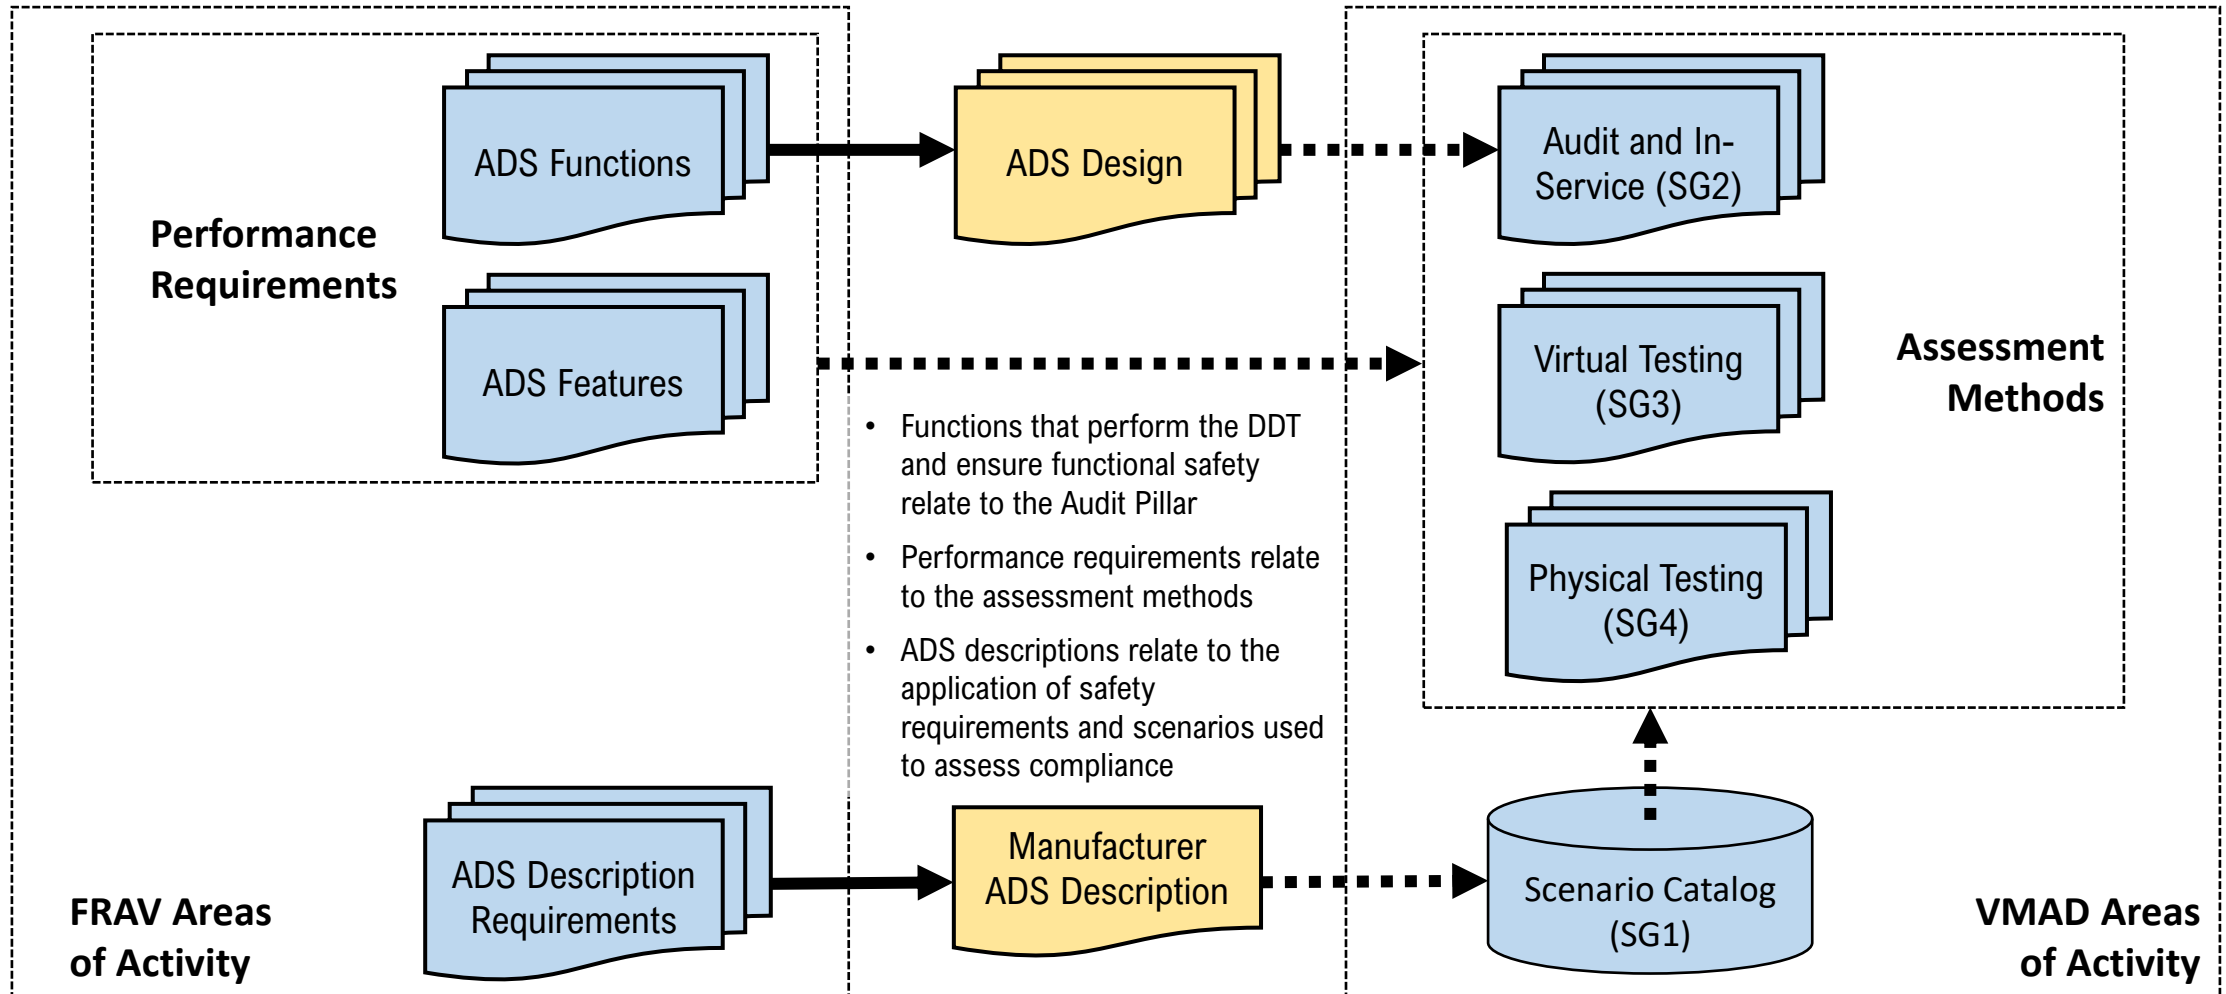 Performance
Requirements
ADS Functions
ADS Features
ADS Design
Audit and In-
Service (SG2)
Virtual Testing
(SG3)
Physical Testing
(SG4)
Assessment
Methods
• Functions that perform the DDT
and ensure functional safety
relate to the Audit Pillar
• Performance requirements relate
to the assessment methods
• ADS descriptions relate to the
application of safety
requirements and scenarios used
to assess compliance
FRAV Areas
of Activity
ADS Description
Requirements
Manufacturer
ADS Description
Scenario Catalog
(SG1)
VMAD Areas
of Activity